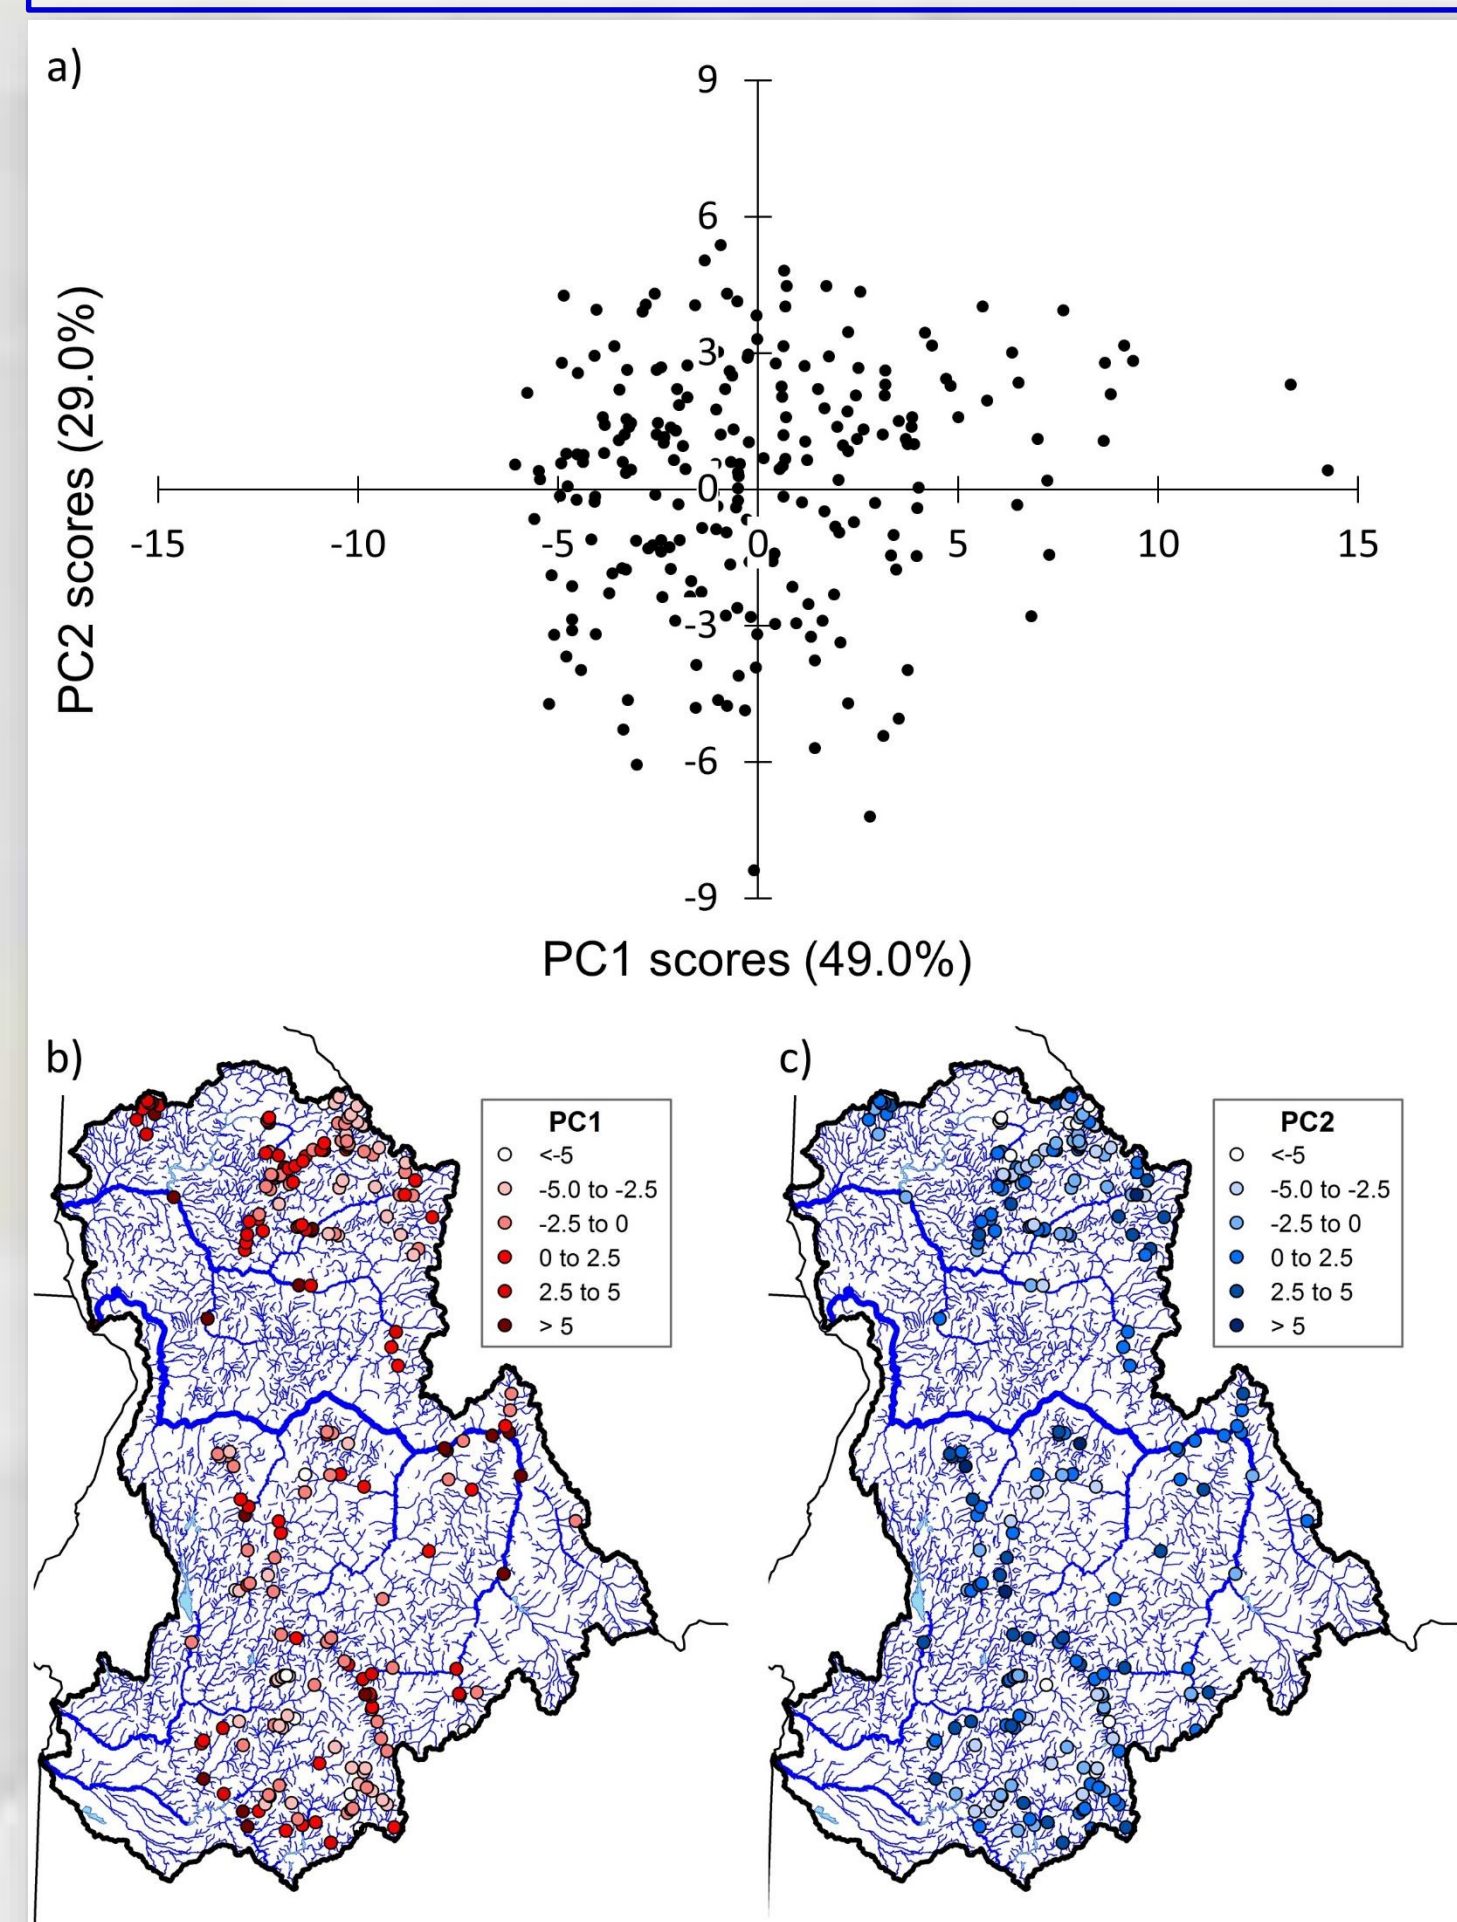 a)
9
6
3
0
-3
-6
-9
-15 -10 -5 0 5 10 15
PC2 scores (29.0%)
PC1 scores (49.0%)
b)
PC1
<-5
-5.0 to -2.5
-2.5 to 0
0 to 2.5
2.5 to 5
> 5
c)
PC2
<-5
-5.0 to -2.5
-2.5 to 0
0 to 2.5
2.5 to 5
> 5